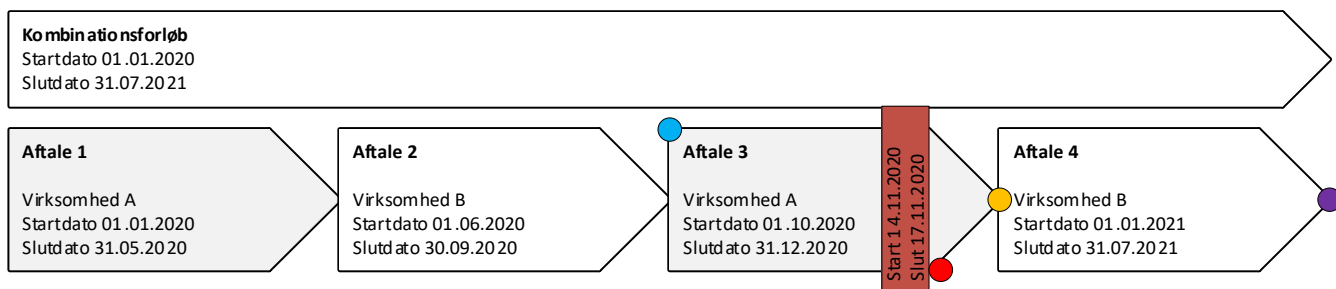 Kombinationsforløb
Startdato 01.01.2020
Slutdato 31.07.2021
Aftale 1
Virksomhed A
Startdato 01.01.2020
Slutdato 31.05.2020
Aftale 2
Virksomhed B
Startdato 01.06.2020
Slutdato 30.09.2020
Aftale 3
Virksomhed A
Startdato 01.10.2020
Slutdato 31.12.2020
Start 14.11.2020
Slut 17.11.2020
Aftale 4
Virksomhed B
Startdato 01.01.2021
Slutdato 31.07.2021